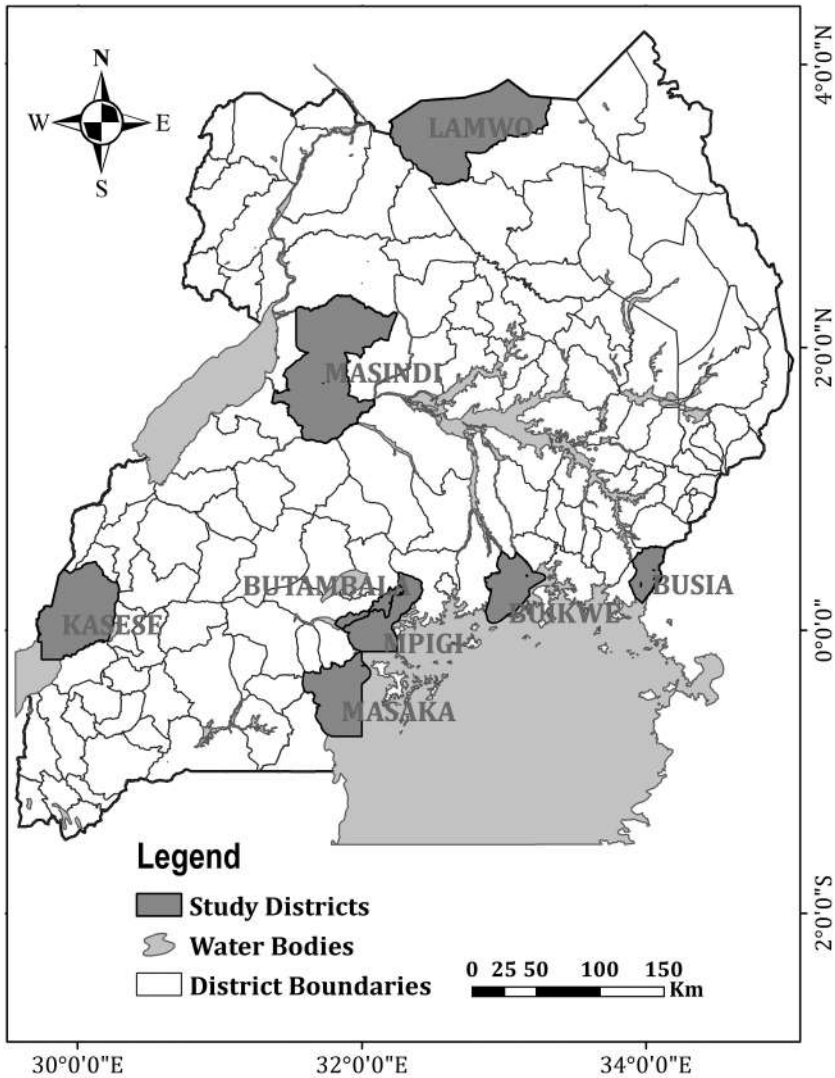 N
W E
S
LAMWO
MASINDI
BUTAMBALA
BUSIA
KASESE
BUIKWE
MPIGI
MASAKA
4°0'0"N
2°0'0"N
0°0'0"
2°0'0"S
Legend
Study Districts
Water Bodies
District Boundaries
0 25 50 100 150
Km
30°0'0"E 32°0'0"E 34°0'0"E